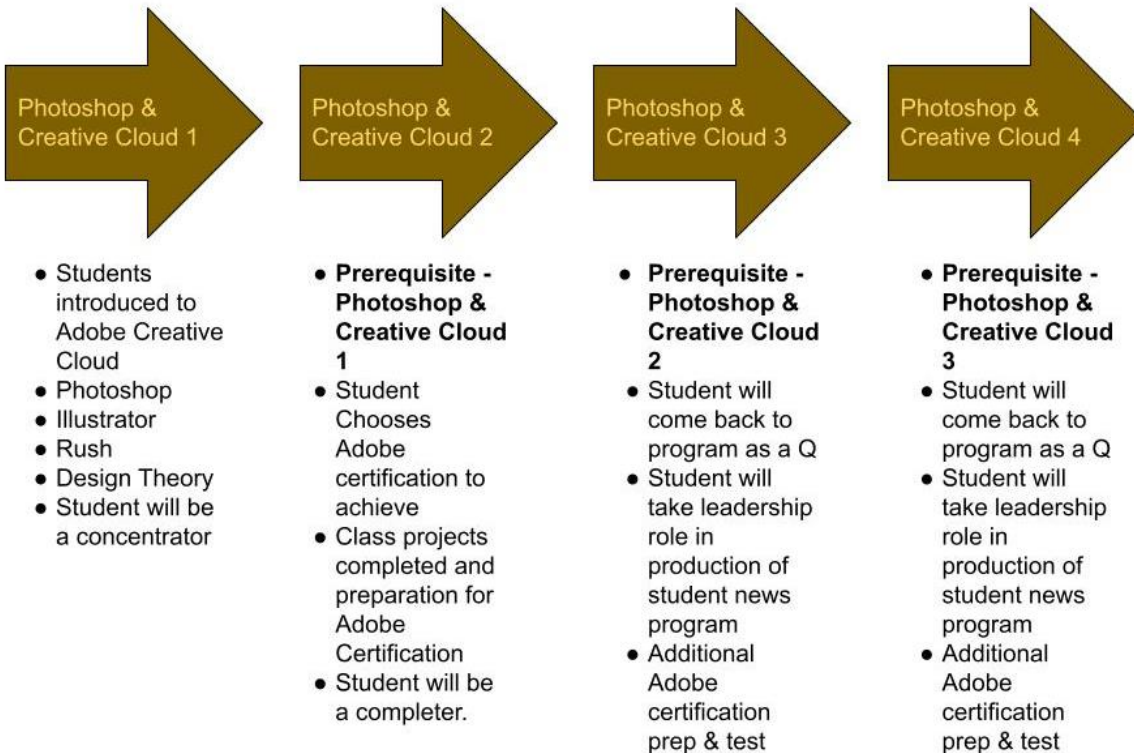 Photoshop &
Creative Cloud 1
Photoshop &
Creative Cloud 2
Photoshop &
Creative Cloud 3
Photoshop &
Creative Cloud 4
● Students
introduced to
Adobe Creative
Cloud
● Photoshop
● Illustrator
● Rush
● Design Theory
● Student will be
a concentrator
● Prerequisite -
Photoshop &
Creative Cloud
1
● Student
Chooses
Adobe
certification to
achieve
● Class projects
completed and
preparation for
Adobe
Certification
● Student will be
a completer.
● Prerequisite -
Photoshop &
Creative Cloud
2
● Student will
come back to
program as a Q
● Student will
take leadership
role in
production of
student news
program
● Additional
Adobe
certification
prep & test
● Prerequisite -
Photoshop &
Creative Cloud
3
● Student will
come back to
program as a Q
● Student will
take leadership
role in
production of
student news
program
● Additional
Adobe
certification
prep & test